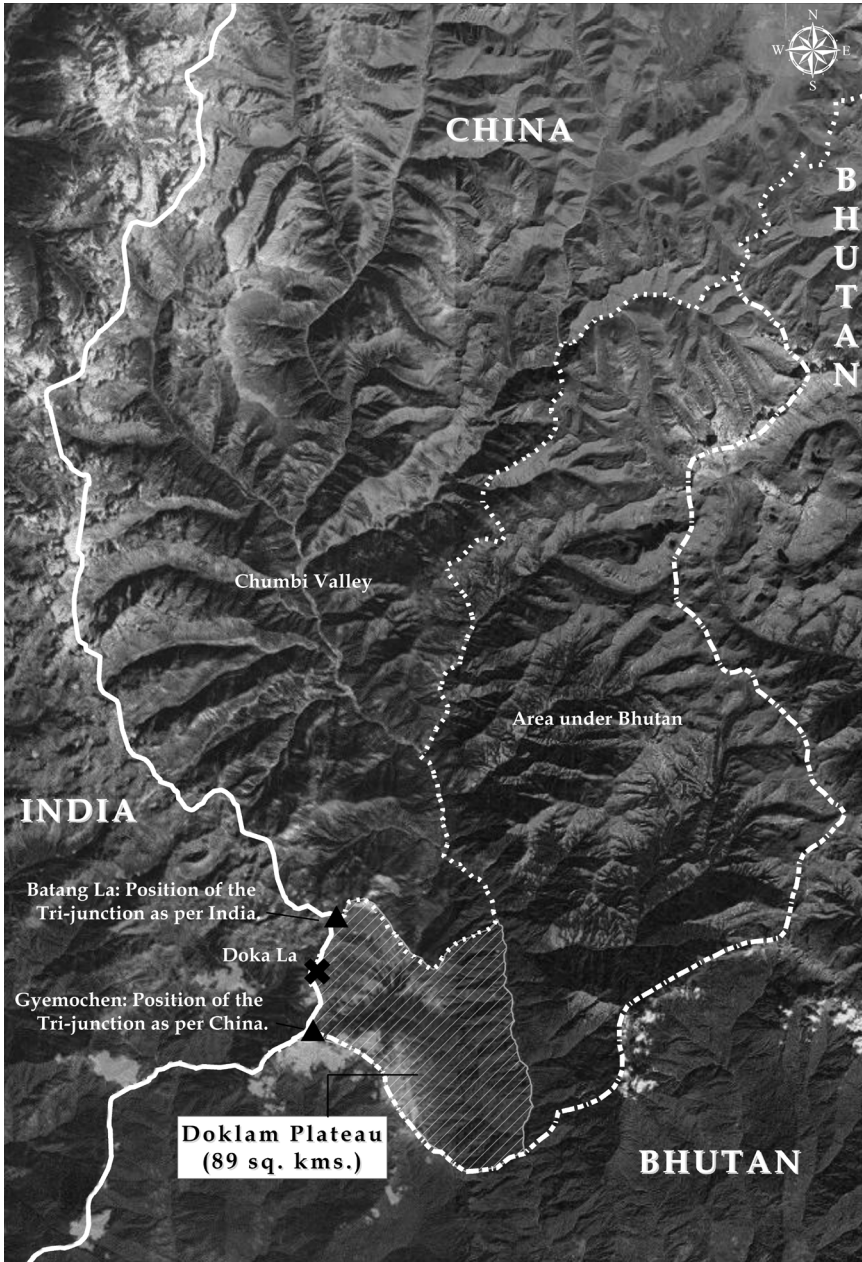 N
W E
S
CHINA
BHUTAN
Chumbi Valley
Area under Bhutan
INDIA
Batang La: Position of the
Tri-junction as per India.
Doka La
Gyemochen: Position of the
Tri-junction as per China.
Doklam Plateau
(89 sq. kms.)
BHUTAN